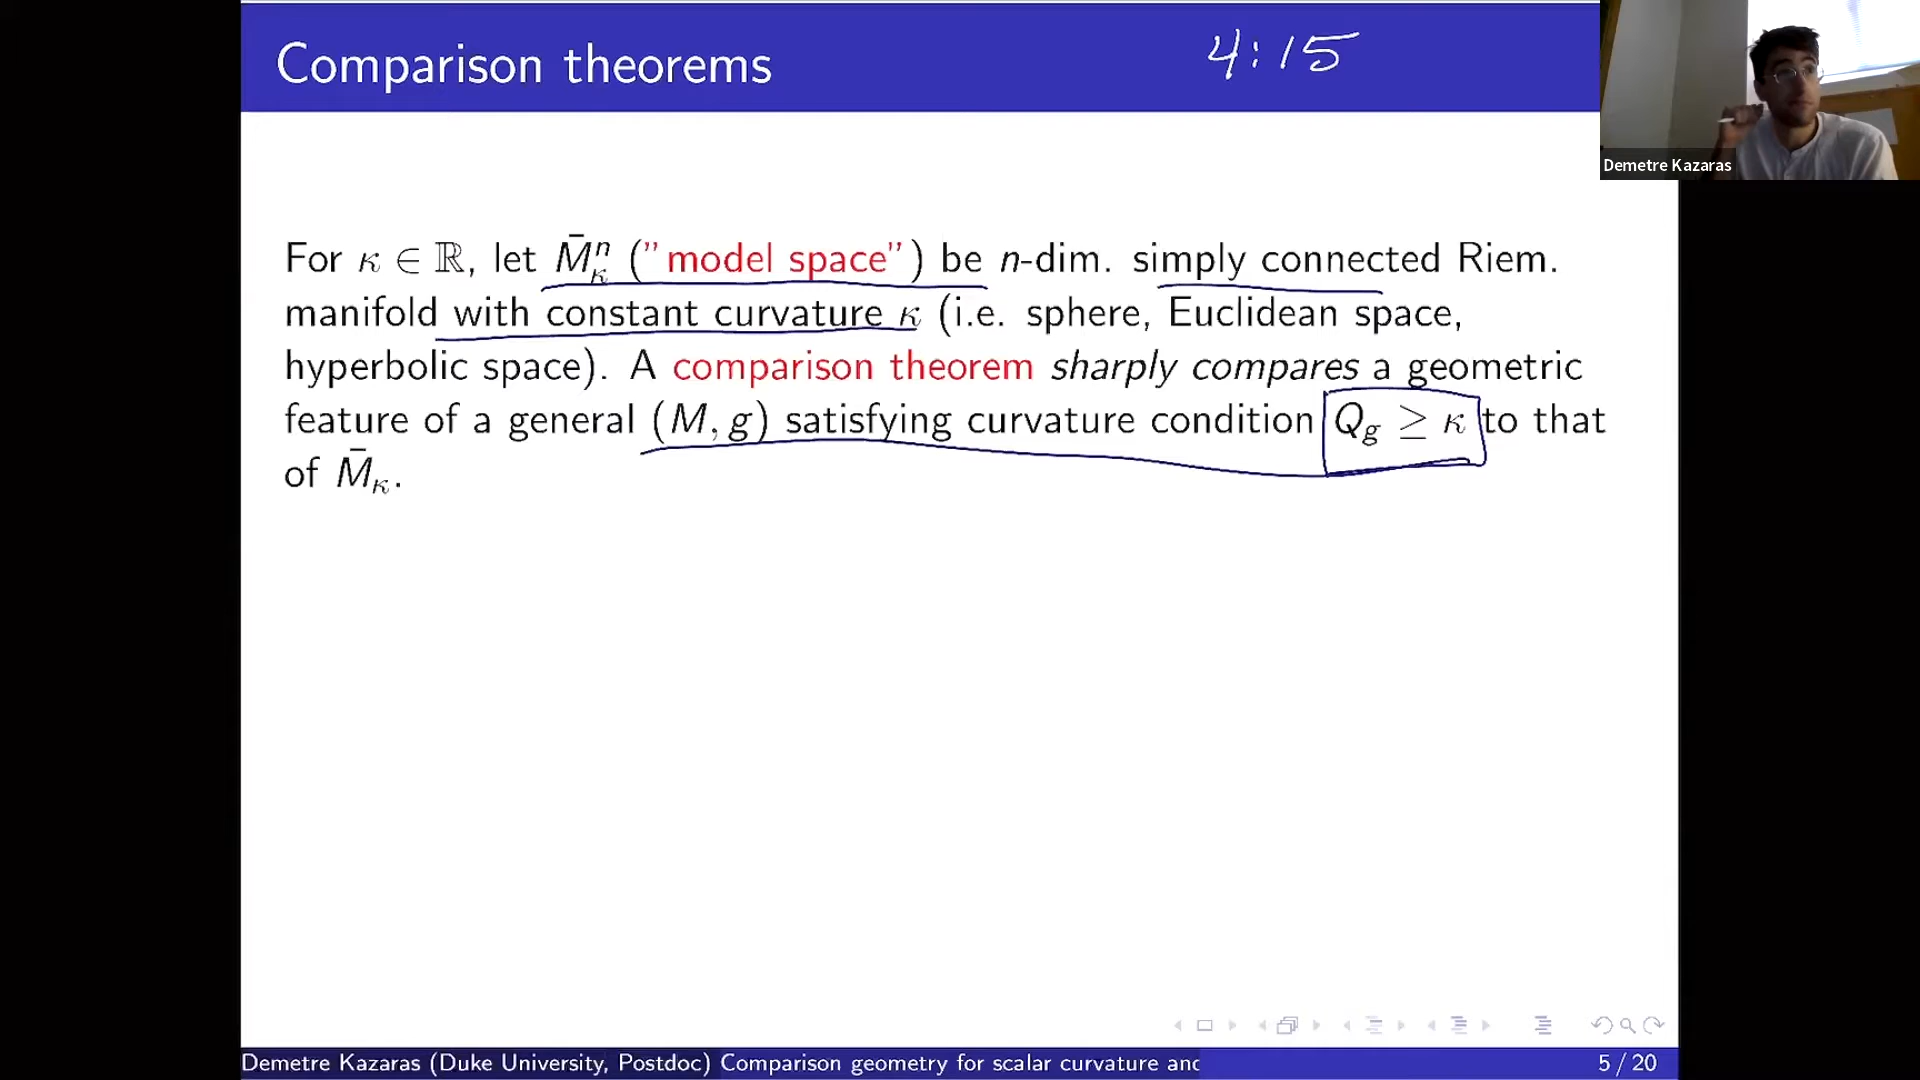 Comparison theorems
4:15
Demetre Kazaras
For κ ∈ ℝ, let M̄ⁿ_κ ("model space") be n-dim. simply connected Riem.
manifold with constant curvature κ (i.e. sphere, Euclidean space,
hyperbolic space). A comparison theorem sharply compares a geometric
feature of a general (M, g) satisfying curvature condition Q_g ≥ κ to that
of M̄_κ.
Demetre Kazaras (Duke University, Postdoc) Comparison geometry for scalar curvature and
5 / 20